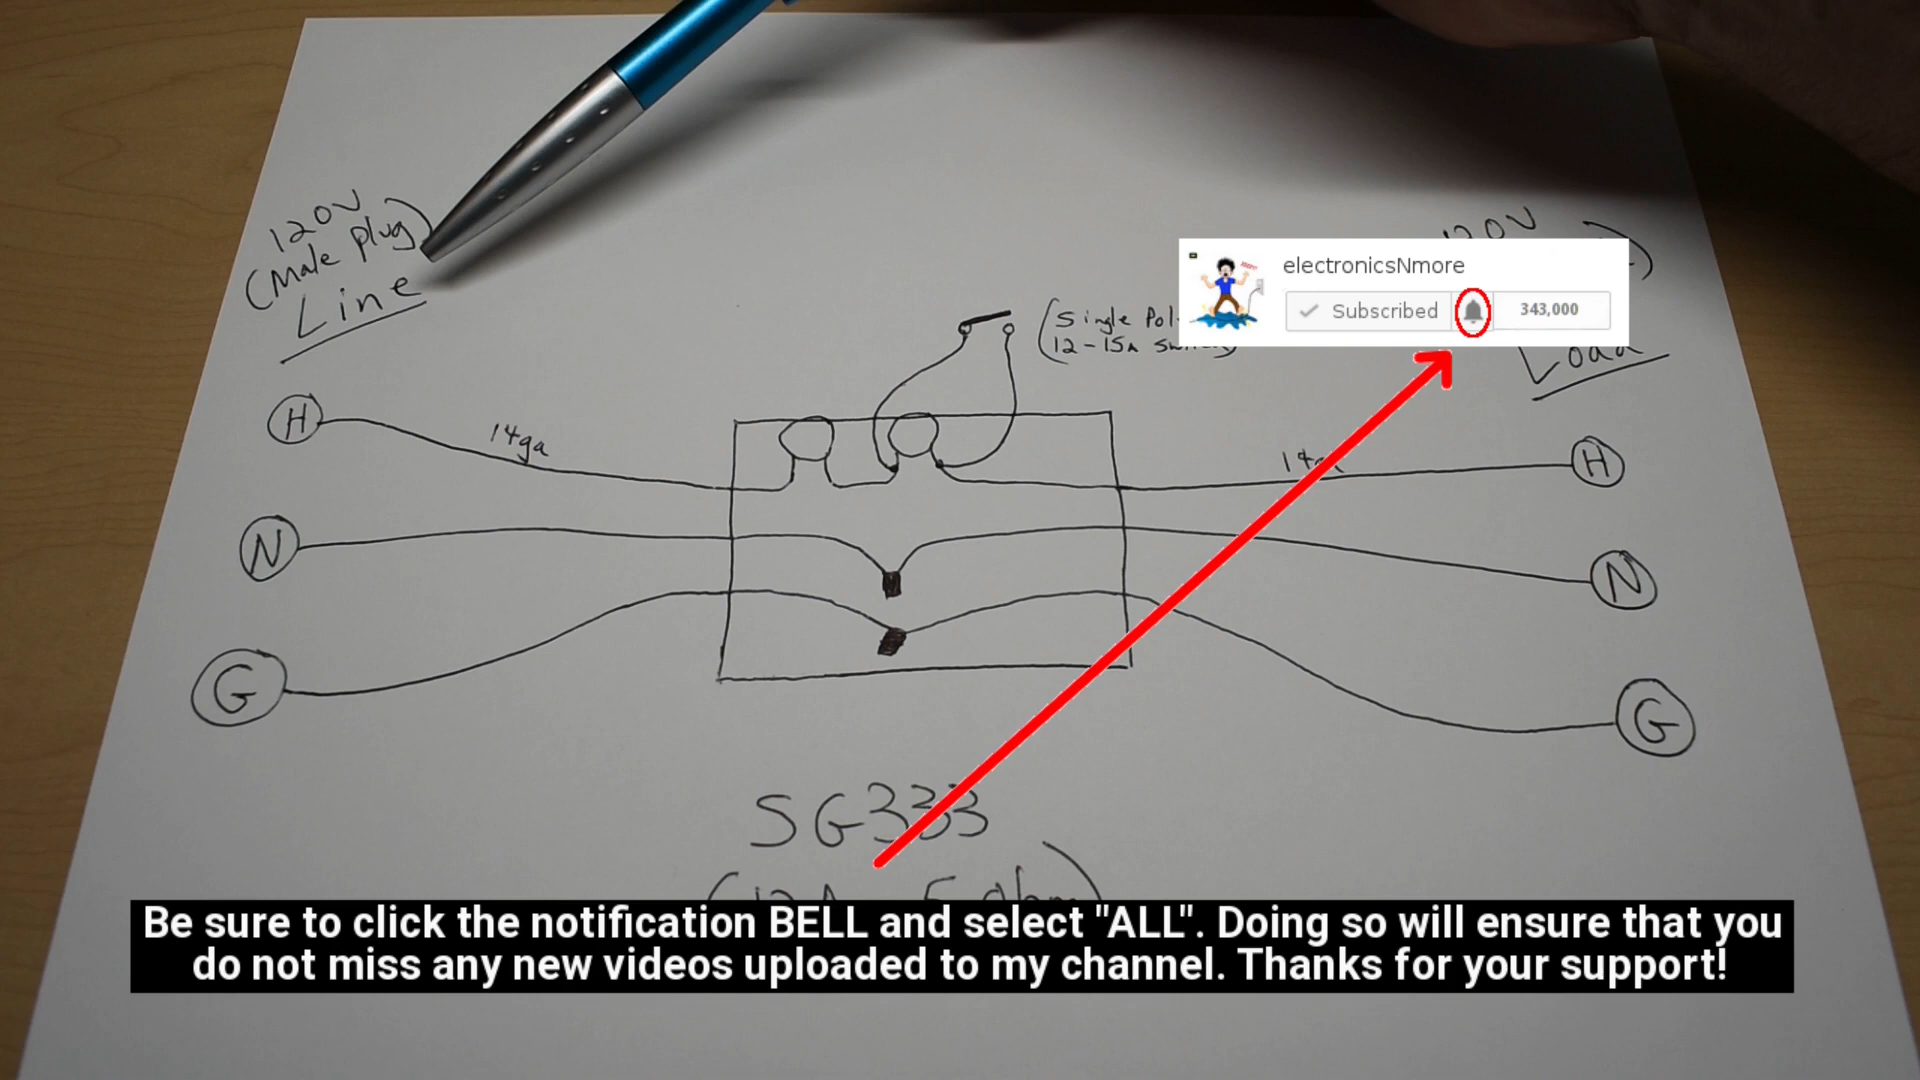 120V
(Male plug)
Line
120V
electronicsNmore
Subscribed
343,000
(Single
12-15A
Load
H
14ga
H
N
N
G
G
SG333
Be sure to click the notification BELL and select "ALL". Doing so will ensure that you
do not miss any new videos uploaded to my channel. Thanks for your support!